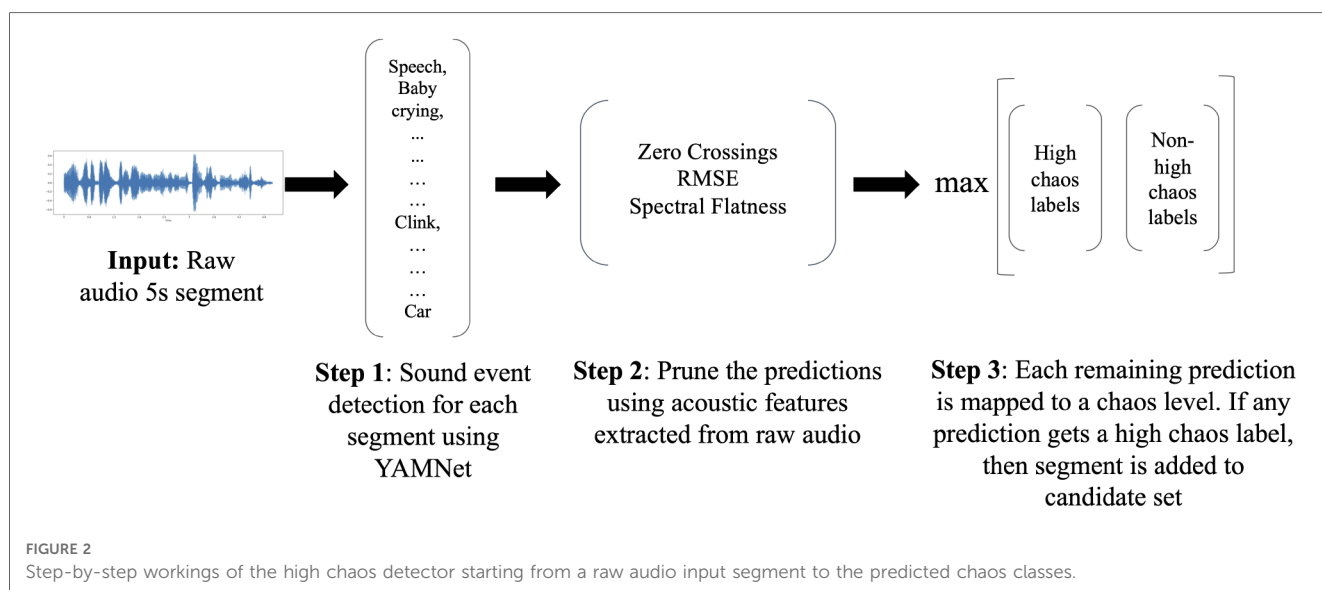 Speech,
Baby
crying,
...
...
...
...
Clink,
...
...
...
Car
Zero Crossings
RMSE
Spectral Flatness
max
High
chaos
labels
Non-
high
chaos
labels
Input: Raw
audio 5s segment
Step 1: Sound event
detection for each
segment using
YAMNet
Step 2: Prune the predictions
using acoustic features
extracted from raw audio
Step 3: Each remaining prediction
is mapped to a chaos level. If any
prediction gets a high chaos label,
then segment is added to
candidate set
FIGURE 2
Step-by-step workings of the high chaos detector starting from a raw audio input segment to the predicted chaos classes.